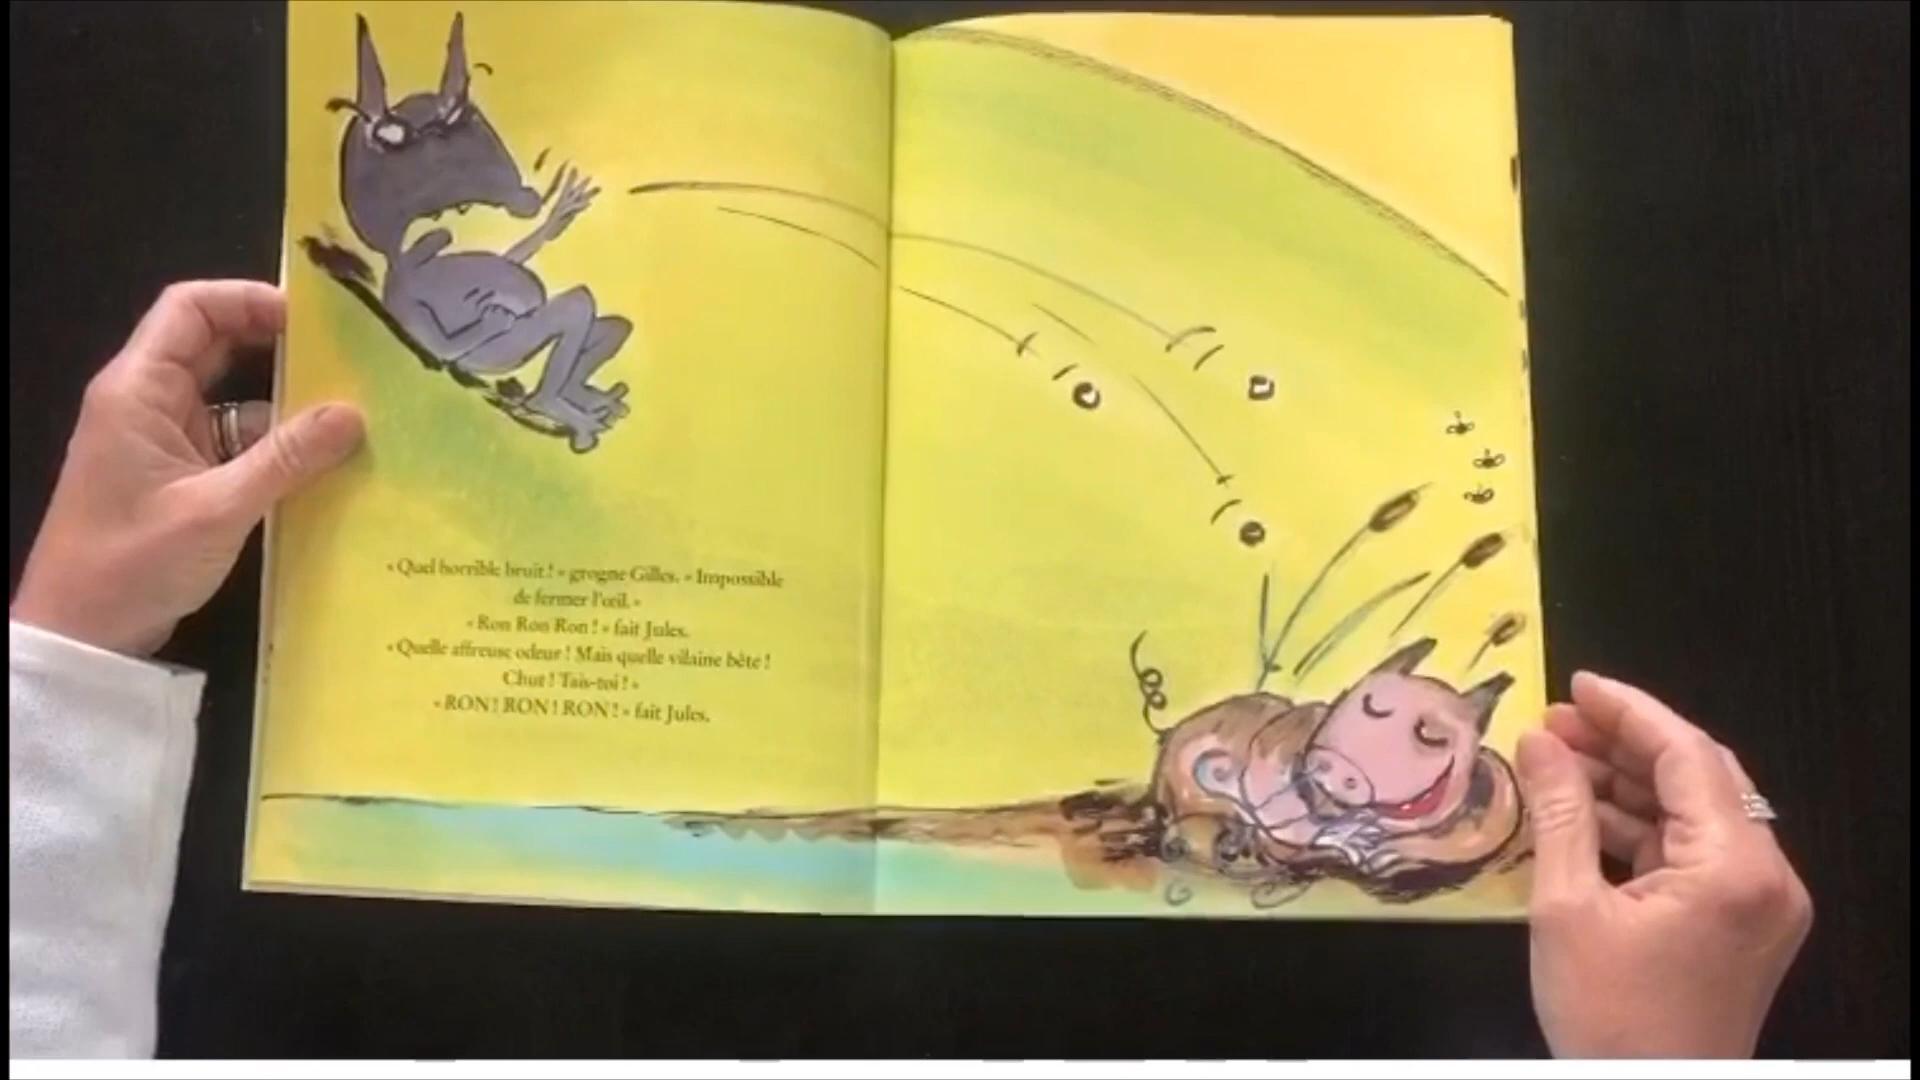 « Quel horrible bruit ! » grogne Gilles. « Impossible
de fermer l'œil. »
« Ron Ron Ron ! » fait Jules.
« Quelle affreuse odeur ! Mais quelle vilaine bête !
Chut ! Tais-toi ! »
« RON ! RON ! RON ! » fait Jules.